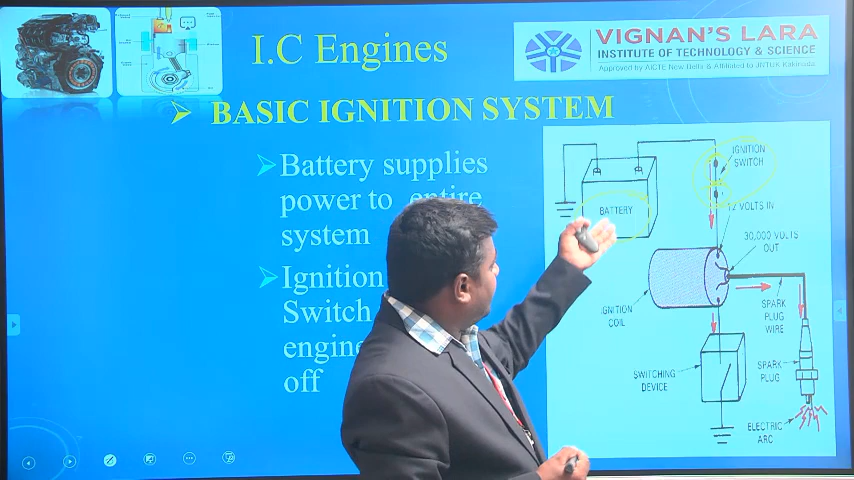 I.C Engines
VIGNAN'S LARA
INSTITUTE OF TECHNOLOGY & SCIENCE
Approved by AICTE New Delhi & Affiliated to JNTUK Kakinada
BASIC IGNITION SYSTEM
Battery supplies
power to entire
system
Ignition
Switch
engine
off
IGNITION
SWITCH
BATTERY
12 VOLTS IN
30,000 VOLTS
OUT
IGNITION
COIL
SPARK
PLUG
WIRE
SWITCHING
DEVICE
SPARK
PLUG
ELECTRIC
ARC